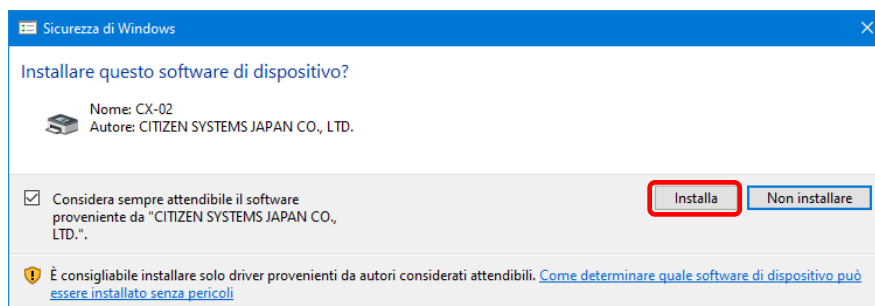 Sicurezza di Windows
Installare questo software di dispositivo?
Nome: CX-02
Autore: CITIZEN SYSTEMS JAPAN CO., LTD.
Considera sempre attendibile il software
proveniente da "CITIZEN SYSTEMS JAPAN CO.,
LTD.".
Installa
Non installare
È consigliabile installare solo driver provenienti da autori considerati attendibili. Come determinare quale software di dispositivo può
essere installato senza pericoli